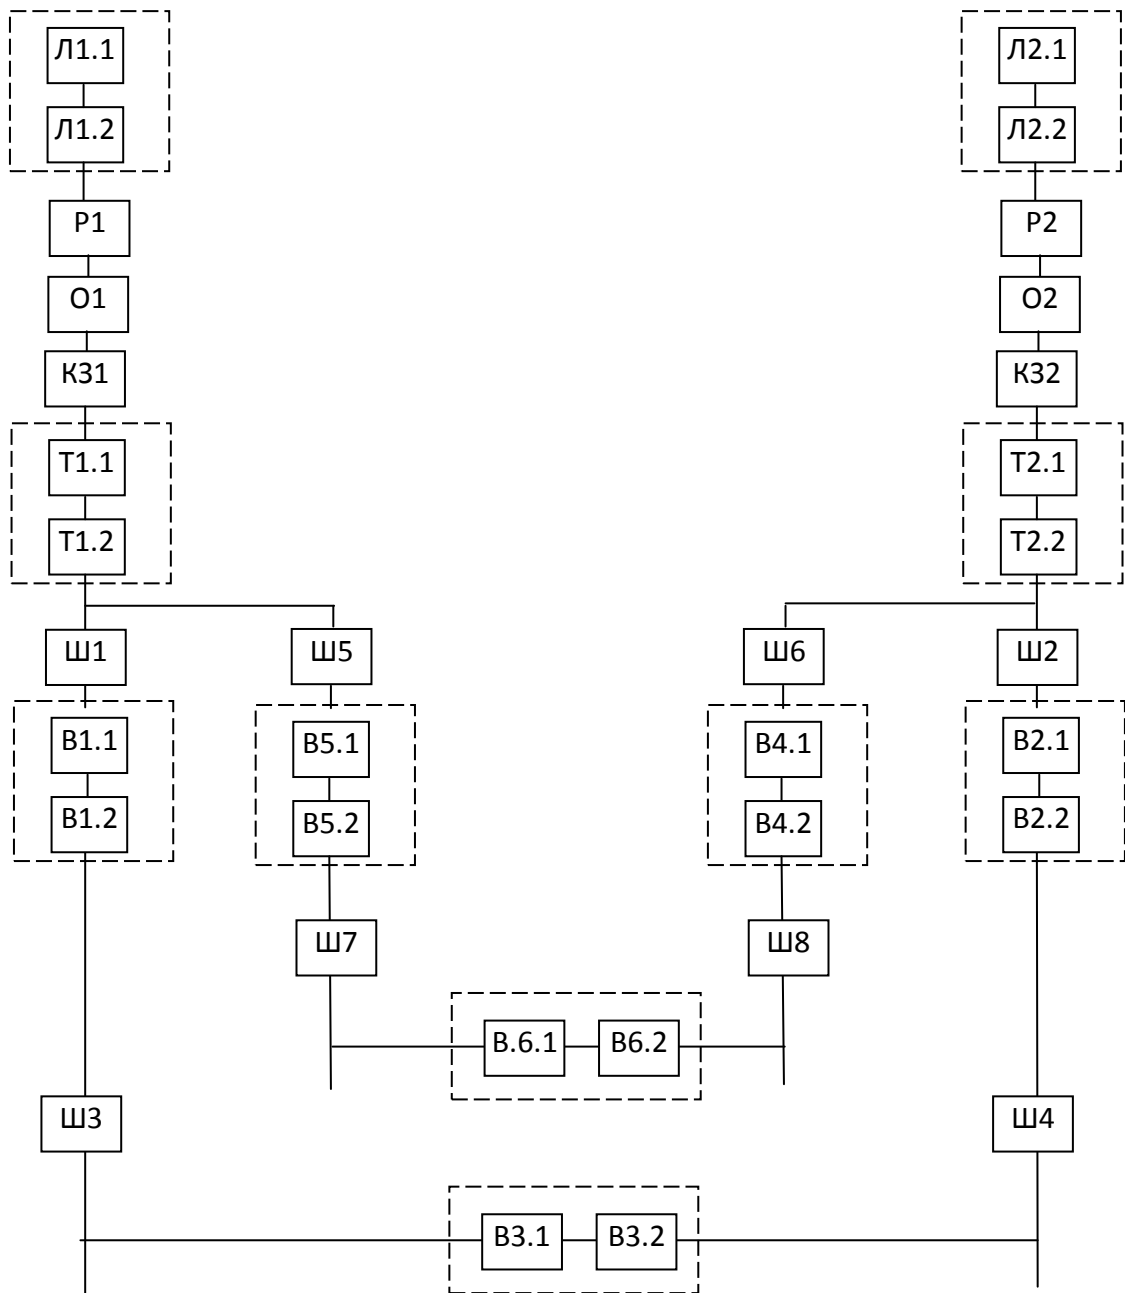 Л1.1
Л2.1
Л1.2
Л2.2
Р1
Р2
О1
О2
КЗ1
КЗ2
Т1.1
Т2.1
Т1.2
Т2.2
Ш1
Ш5
Ш6
Ш2
В1.1
В5.1
В4.1
В2.1
В1.2
В5.2
В4.2
В2.2
Ш7
Ш8
В.6.1
В6.2
Ш3
Ш4
В3.1
В3.2